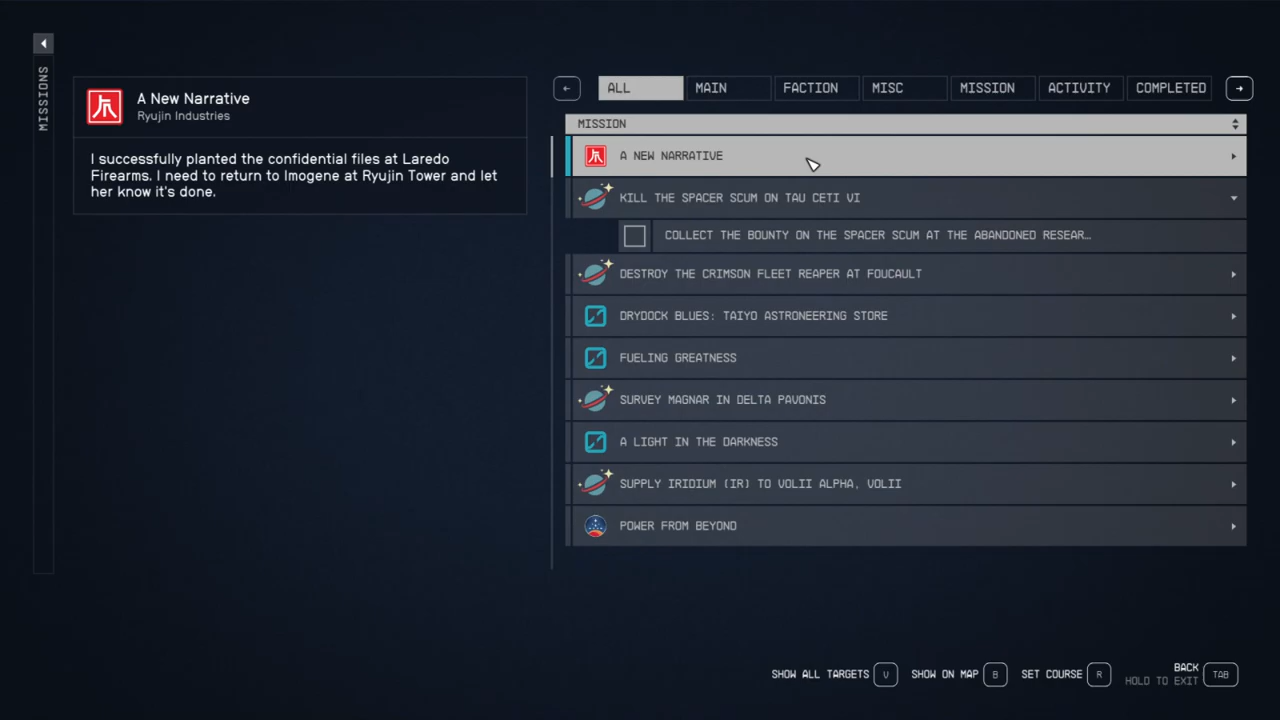 MISSIONS
A New Narrative
Ryujin Industries
I successfully planted the confidential files at Laredo
Firearms. I need to return to Imogene at Ryujin Tower and let
her know it's done.
ALL MAIN FACTION MISC MISSION ACTIVITY COMPLETED
MISSION
A NEW NARRATIVE
KILL THE SPACER SCUM ON TAU CETI VI
COLLECT THE BOUNTY ON THE SPACER SCUM AT THE ABANDONED RESEAR…
DESTROY THE CRIMSON FLEET REAPER AT FOUCAULT
DRYDOCK BLUES: TAIYO ASTRONEERING STORE
FUELING GREATNESS
SURVEY MAGNAR IN DELTA PAVONIS
A LIGHT IN THE DARKNESS
SUPPLY IRIDIUM (IR) TO VOLII ALPHA, VOLII
POWER FROM BEYOND
SHOW ALL TARGETS V SHOW ON MAP B SET COURSE R BACK TAB
HOLD TO EXIT